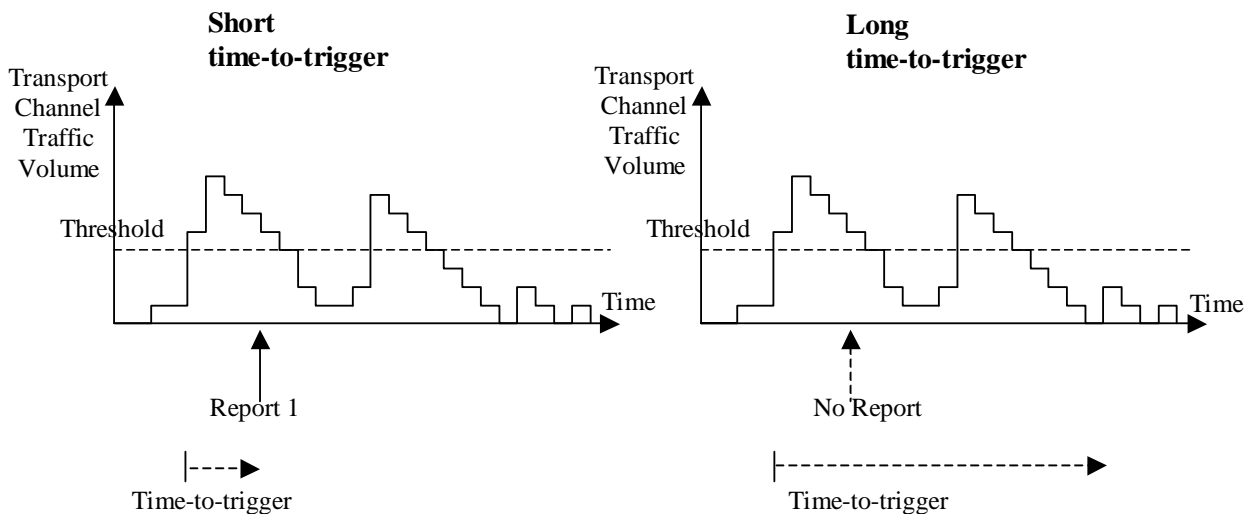 Short
time-to-trigger
Transport
Channel
Traffic
Volume
Threshold
Time
Report 1
Time-to-trigger
Long
time-to-trigger
Transport
Channel
Traffic
Volume
Threshold
Time
No Report
Time-to-trigger